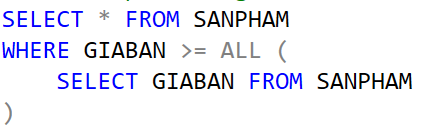 SELECT * FROM SANPHAM
WHERE GIABAN >= ALL (
    SELECT GIABAN FROM SANPHAM
)